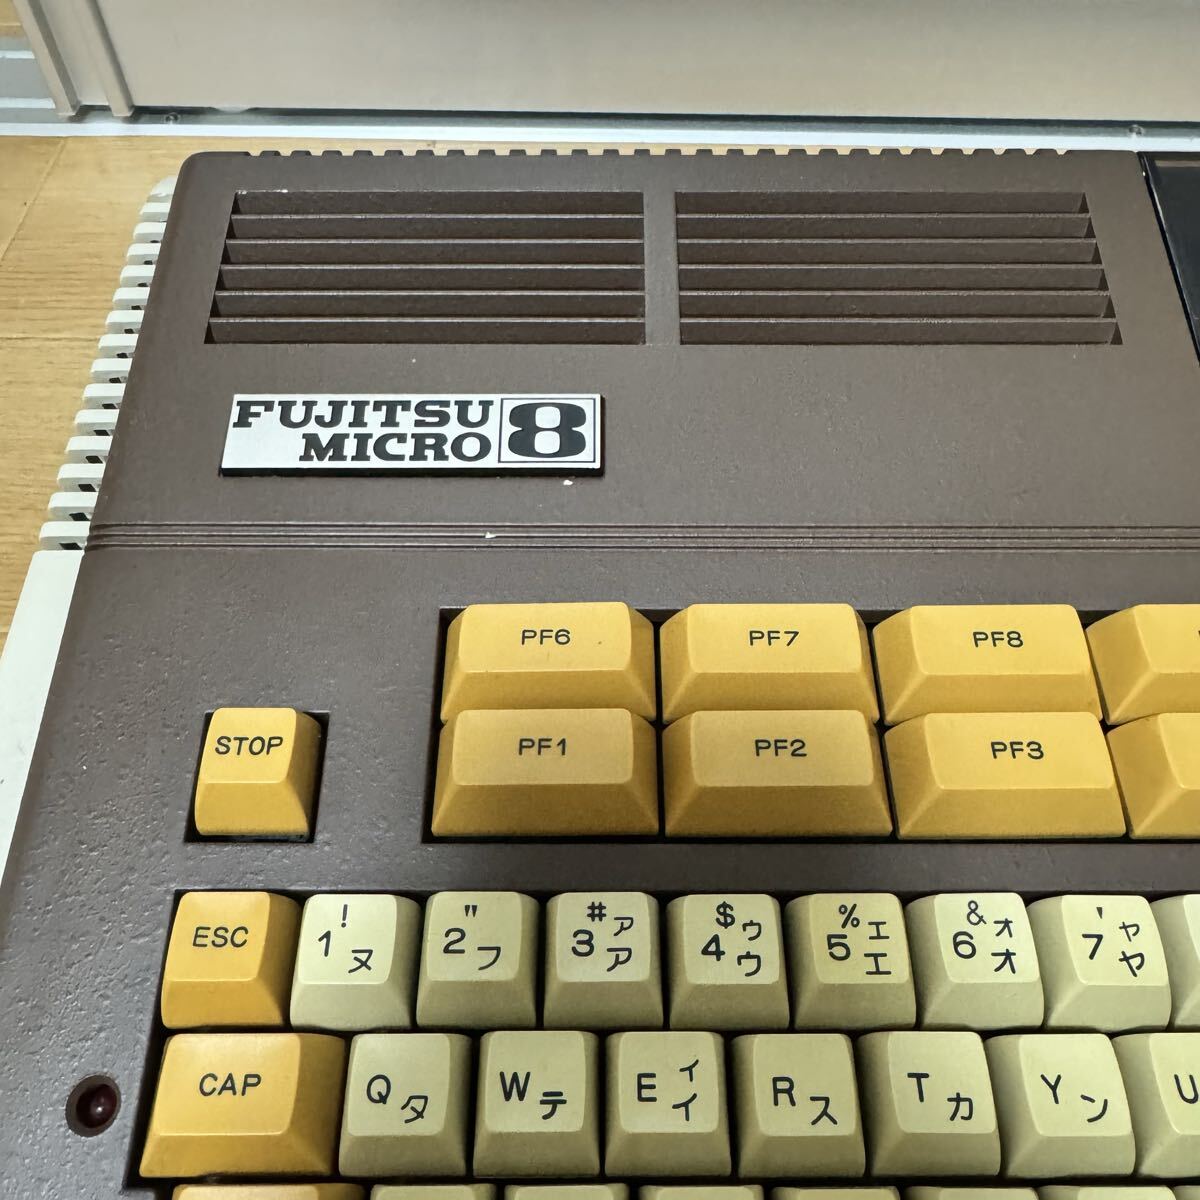 FUJITSU
MICRO 8
PF6 PF7 PF8
STOP PF1 PF2 PF3
ESC ! 1 ヌ " 2 フ # 3 ァ ア $ 4 ゥ ウ % 5 ェ エ & 6 ォ オ ' 7 ャ ヤ
CAP Q タ W テ E ィ イ R ス T カ Y ン U